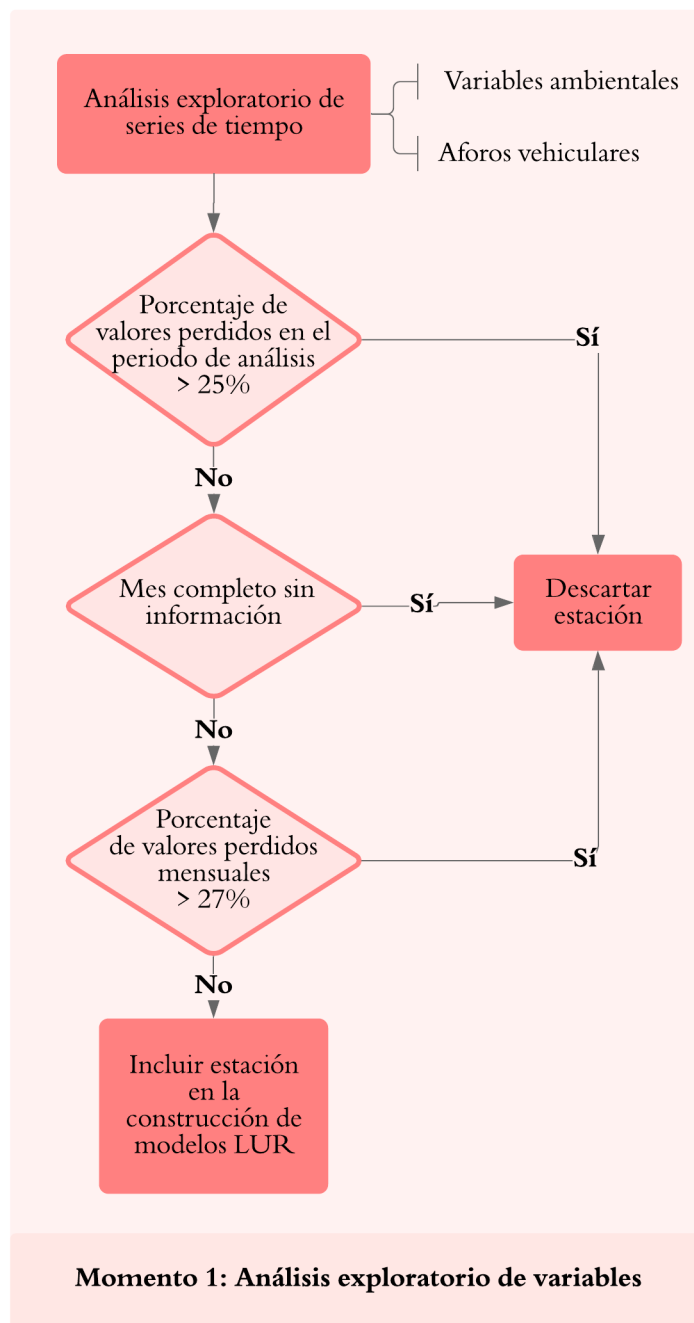 Análisis exploratorio de
series de tiempo
Variables ambientales
Aforos vehiculares
Porcentaje de
valores perdidos en el
periodo de análisis
> 25%
Sí
No
Mes completo sin
información
Sí
Descartar
estación
No
Porcentaje
de valores perdidos
mensuales
> 27%
Sí
No
Incluir estación
en la
construcción de
modelos LUR
Momento 1: Análisis exploratorio de variables